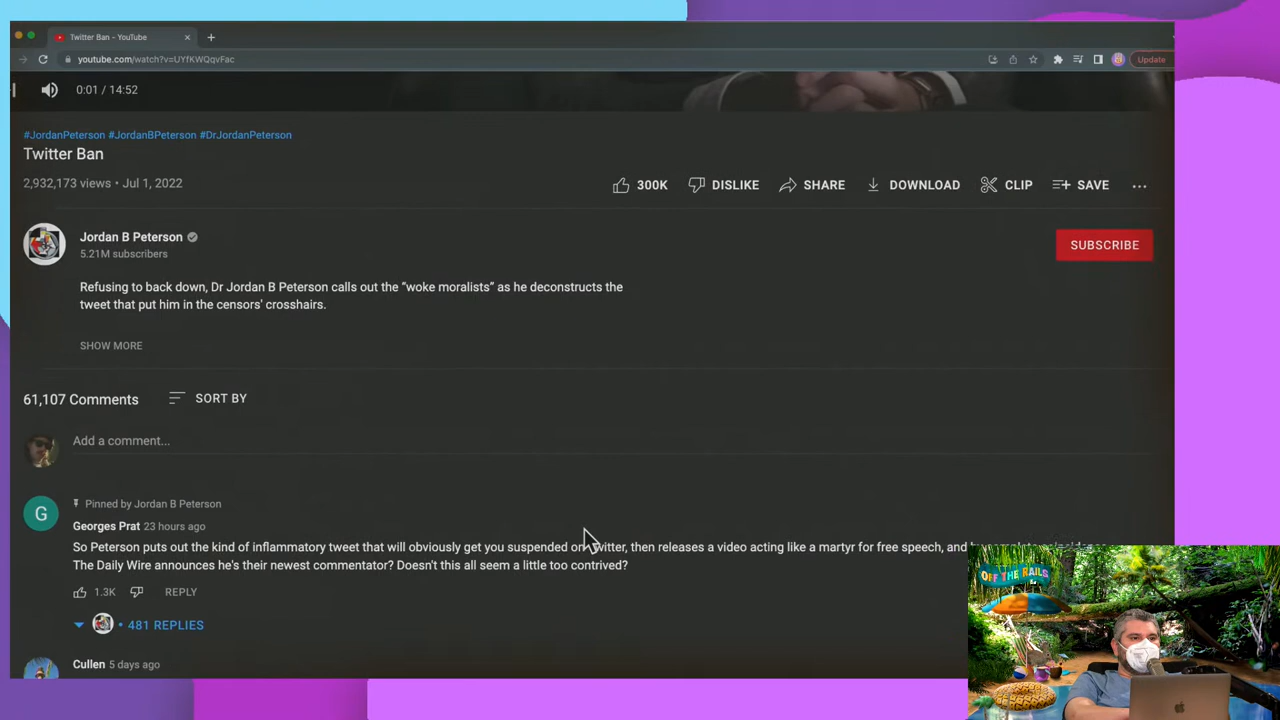 Twitter Ban - YouTube
youtube.com/watch?v=UYfKWQqvFac
Update
0:01 / 14:52
#JordanPeterson #JordanBPeterson #DrJordanPeterson
Twitter Ban
2,932,173 views • Jul 1, 2022
300K DISLIKE SHARE DOWNLOAD CLIP SAVE
Jordan B Peterson
5.21M subscribers
SUBSCRIBE
Refusing to back down, Dr Jordan B Peterson calls out the “woke moralists” as he deconstructs the
tweet that put him in the censors' crosshairs.
SHOW MORE
61,107 Comments SORT BY
Add a comment...
Pinned by Jordan B Peterson
G
Georges Prat 23 hours ago
So Peterson puts out the kind of inflammatory tweet that will obviously get you suspended on Twitter, then releases a video acting like a martyr for free speech, and
The Daily Wire announces he's their newest commentator? Doesn't this all seem a little too contrived?
1.3K REPLY
• 481 REPLIES
Cullen 5 days ago
OFF THE RAILS